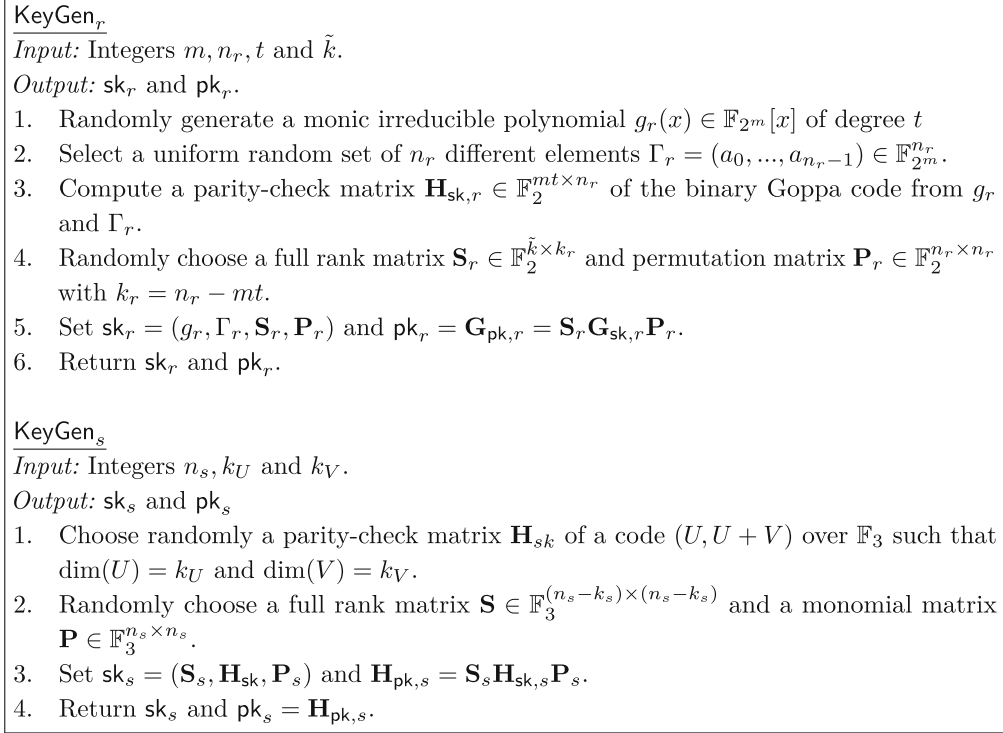 KeyGen_r
Input: Integers m, n_r, t and k̃.
Output: sk_r and pk_r.
1. Randomly generate a monic irreducible polynomial g_r(x) ∈ 𝔽_{2^m}[x] of degree t
2. Select a uniform random set of n_r different elements Γ_r = (a_0, ..., a_{n_r−1}) ∈ 𝔽_{2^m}^{n_r}.
3. Compute a parity-check matrix 𝐇_{sk,r} ∈ 𝔽_2^{mt×n_r} of the binary Goppa code from g_r
and Γ_r.
4. Randomly choose a full rank matrix 𝐒_r ∈ 𝔽_2^{k̃×k_r} and permutation matrix 𝐏_r ∈ 𝔽_2^{n_r×n_r}
with k_r = n_r − mt.
5. Set sk_r = (g_r, Γ_r, 𝐒_r, 𝐏_r) and pk_r = 𝐆_{pk,r} = 𝐒_r𝐆_{sk,r}𝐏_r.
6. Return sk_r and pk_r.
KeyGen_s
Input: Integers n_s, k_U and k_V.
Output: sk_s and pk_s
1. Choose randomly a parity-check matrix 𝐇_{sk} of a code (U, U + V) over 𝔽_3 such that
dim(U) = k_U and dim(V) = k_V.
2. Randomly choose a full rank matrix 𝐒 ∈ 𝔽_3^{(n_s−k_s)×(n_s−k_s)} and a monomial matrix
𝐏 ∈ 𝔽_3^{n_s×n_s}.
3. Set sk_s = (𝐒_s, 𝐇_{sk}, 𝐏_s) and 𝐇_{pk,s} = 𝐒_s𝐇_{sk,s}𝐏_s.
4. Return sk_s and pk_s = 𝐇_{pk,s}.